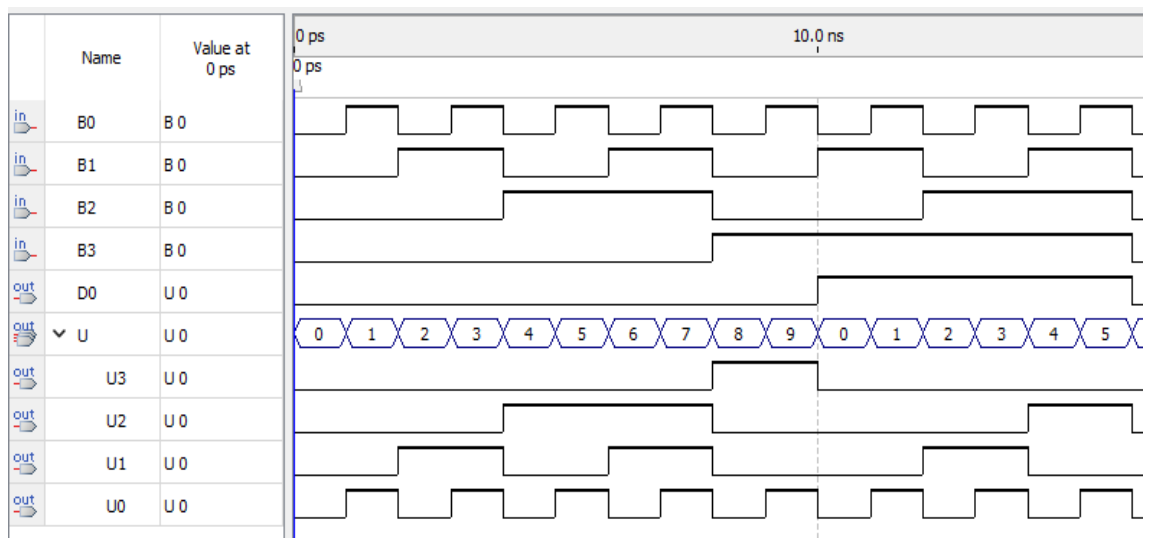 Name Value at 0 ps 0 ps 10.0 ns
0 ps
in B0 B 0
in B1 B 0
in B2 B 0
in B3 B 0
out D0 U 0
out U U 0 0 1 2 3 4 5 6 7 8 9 0 1 2 3 4 5
out U3 U 0
out U2 U 0
out U1 U 0
out U0 U 0